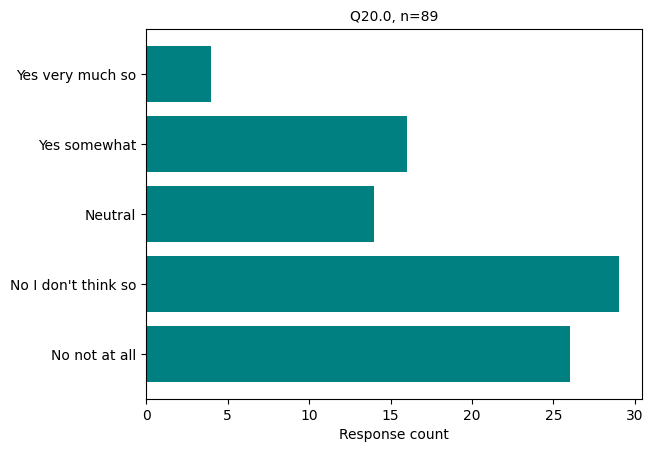 Q20.0, n=89
Yes very much so
Yes somewhat
Neutral
No I don't think so
No not at all
0 5 10 15 20 25 30
Response count